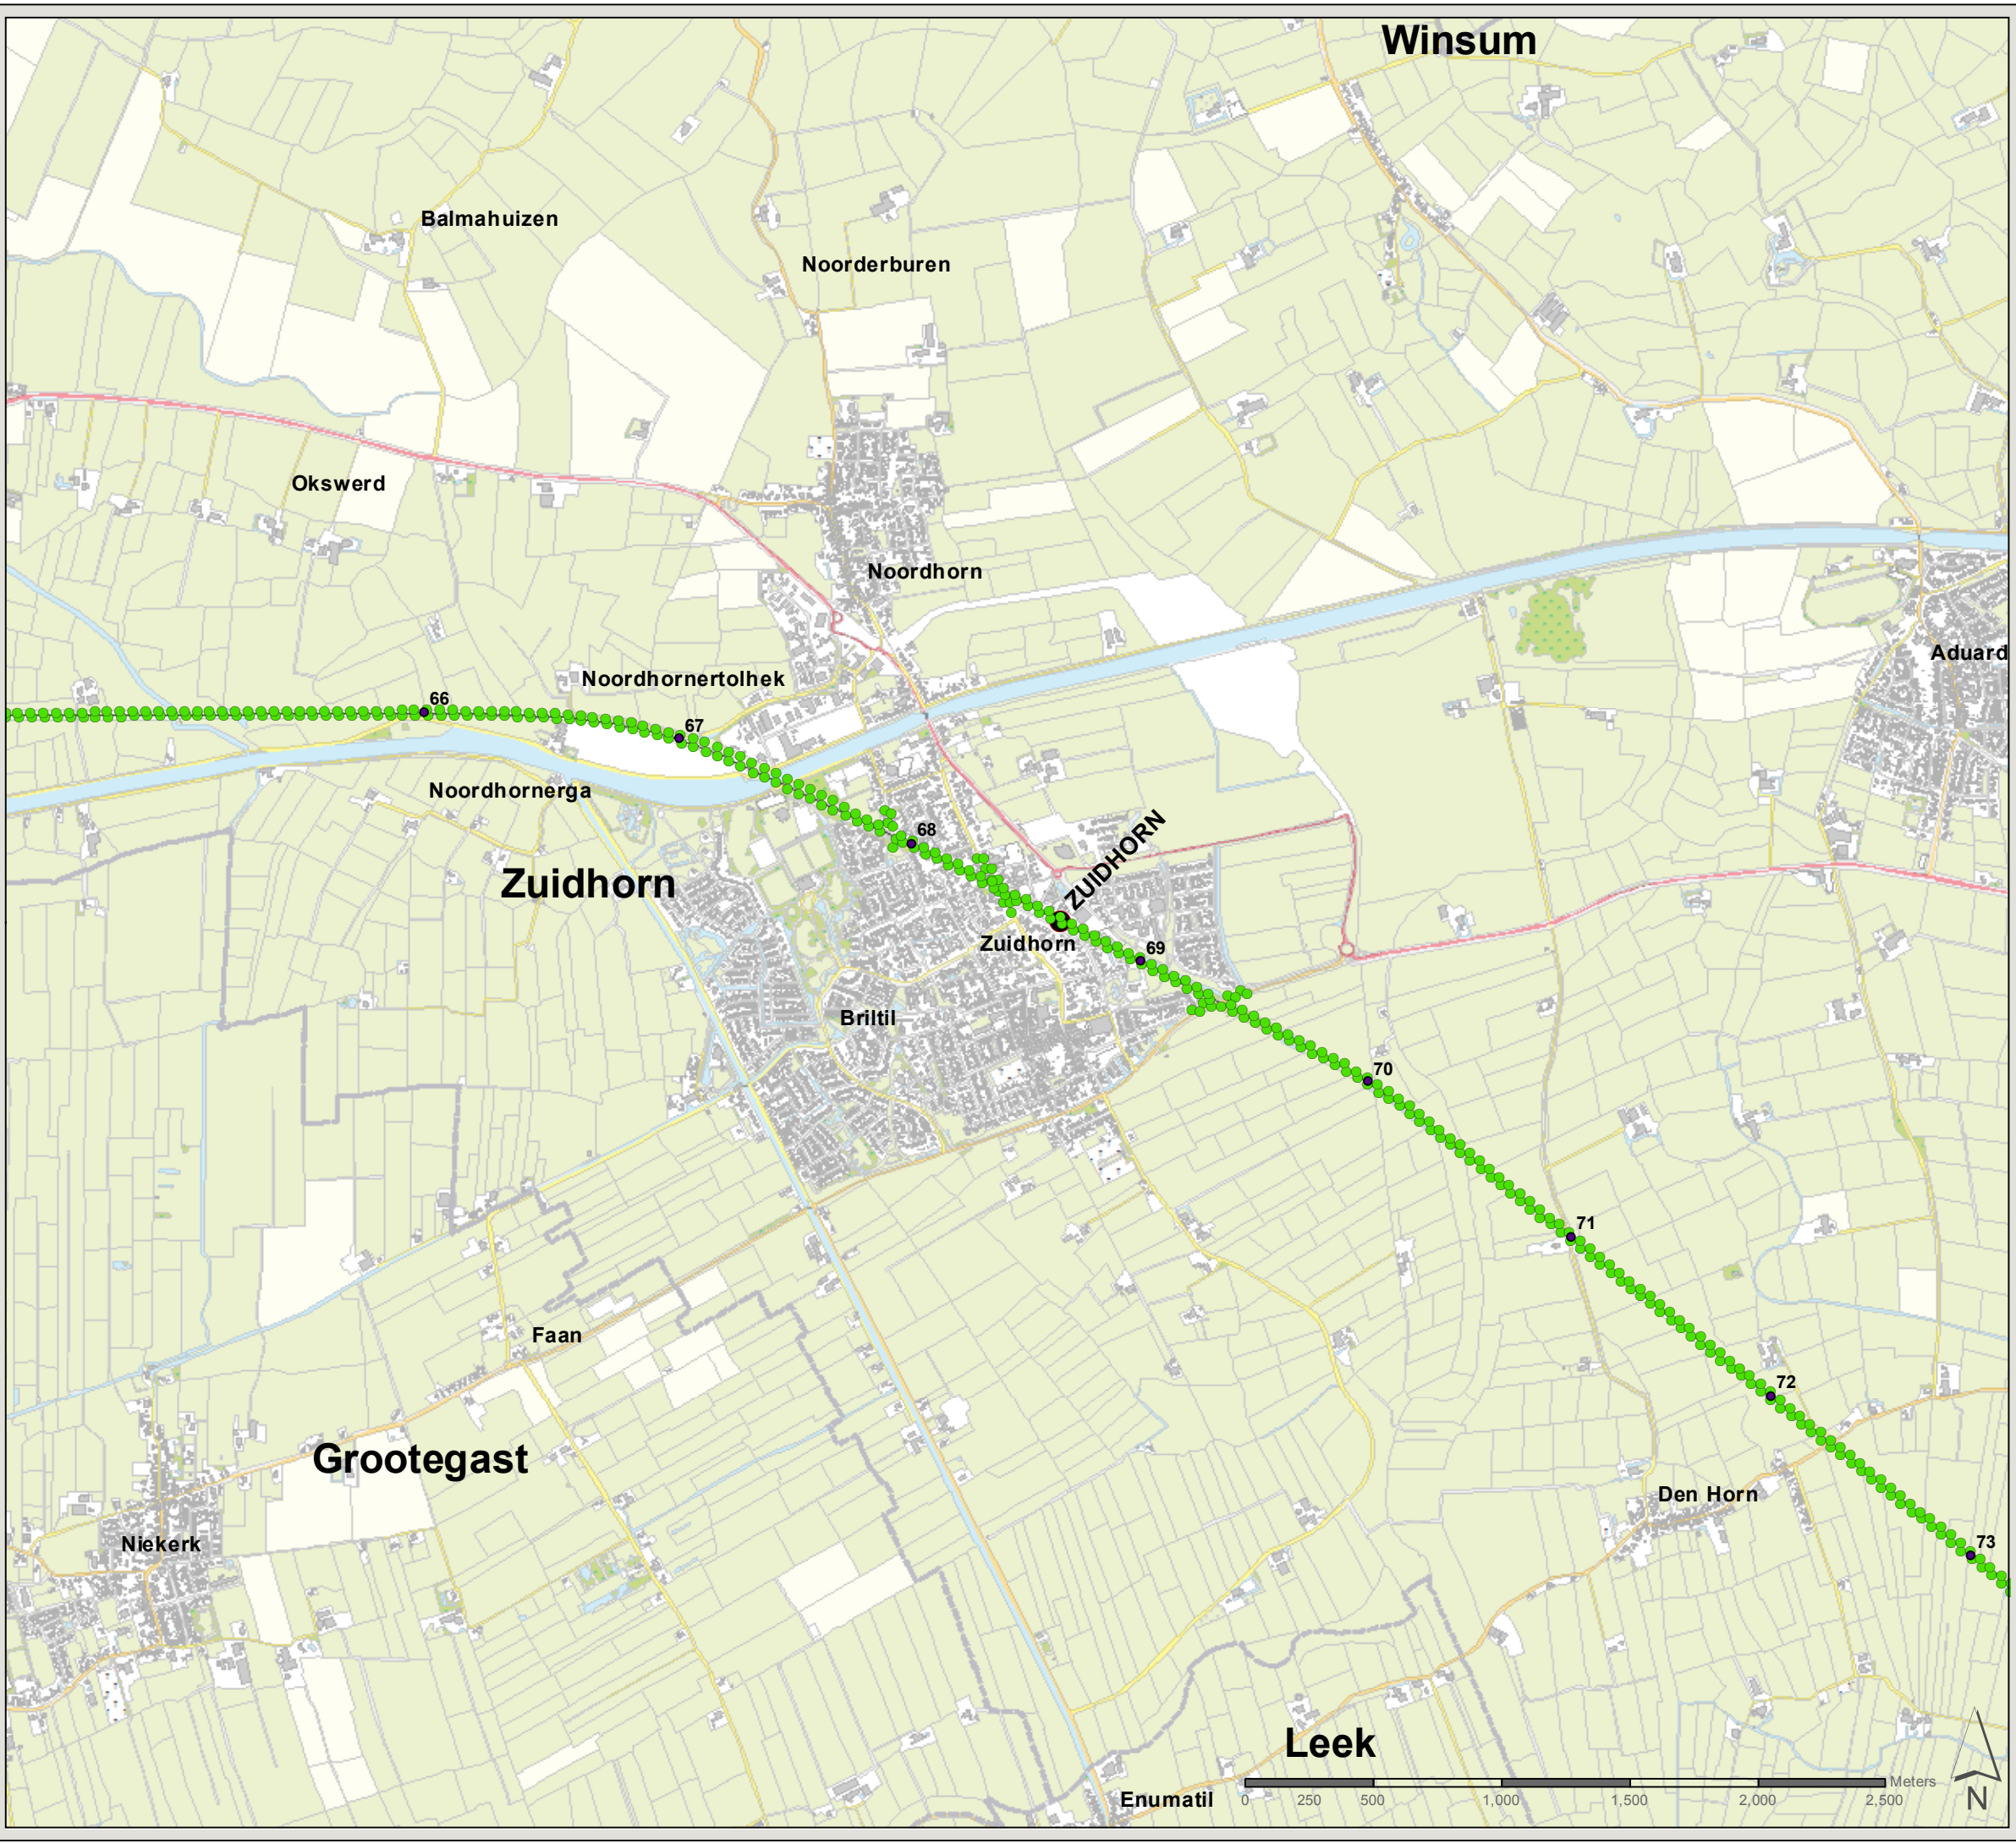 Winsum
Balmahuizen
Noorderburen
Okswerd
Noordhorn
Aduard
Noordhornertolhek
66
67
Noordhornerga
68
ZUIDHORN
Zuidhorn
Zuidhorn
69
Briltil
70
71
Faan
72
Grootegast
Den Horn
Niekerk
73
Leek
Meters
Enumatil
0 250 500 1,000 1,500 2,000 2,500
N